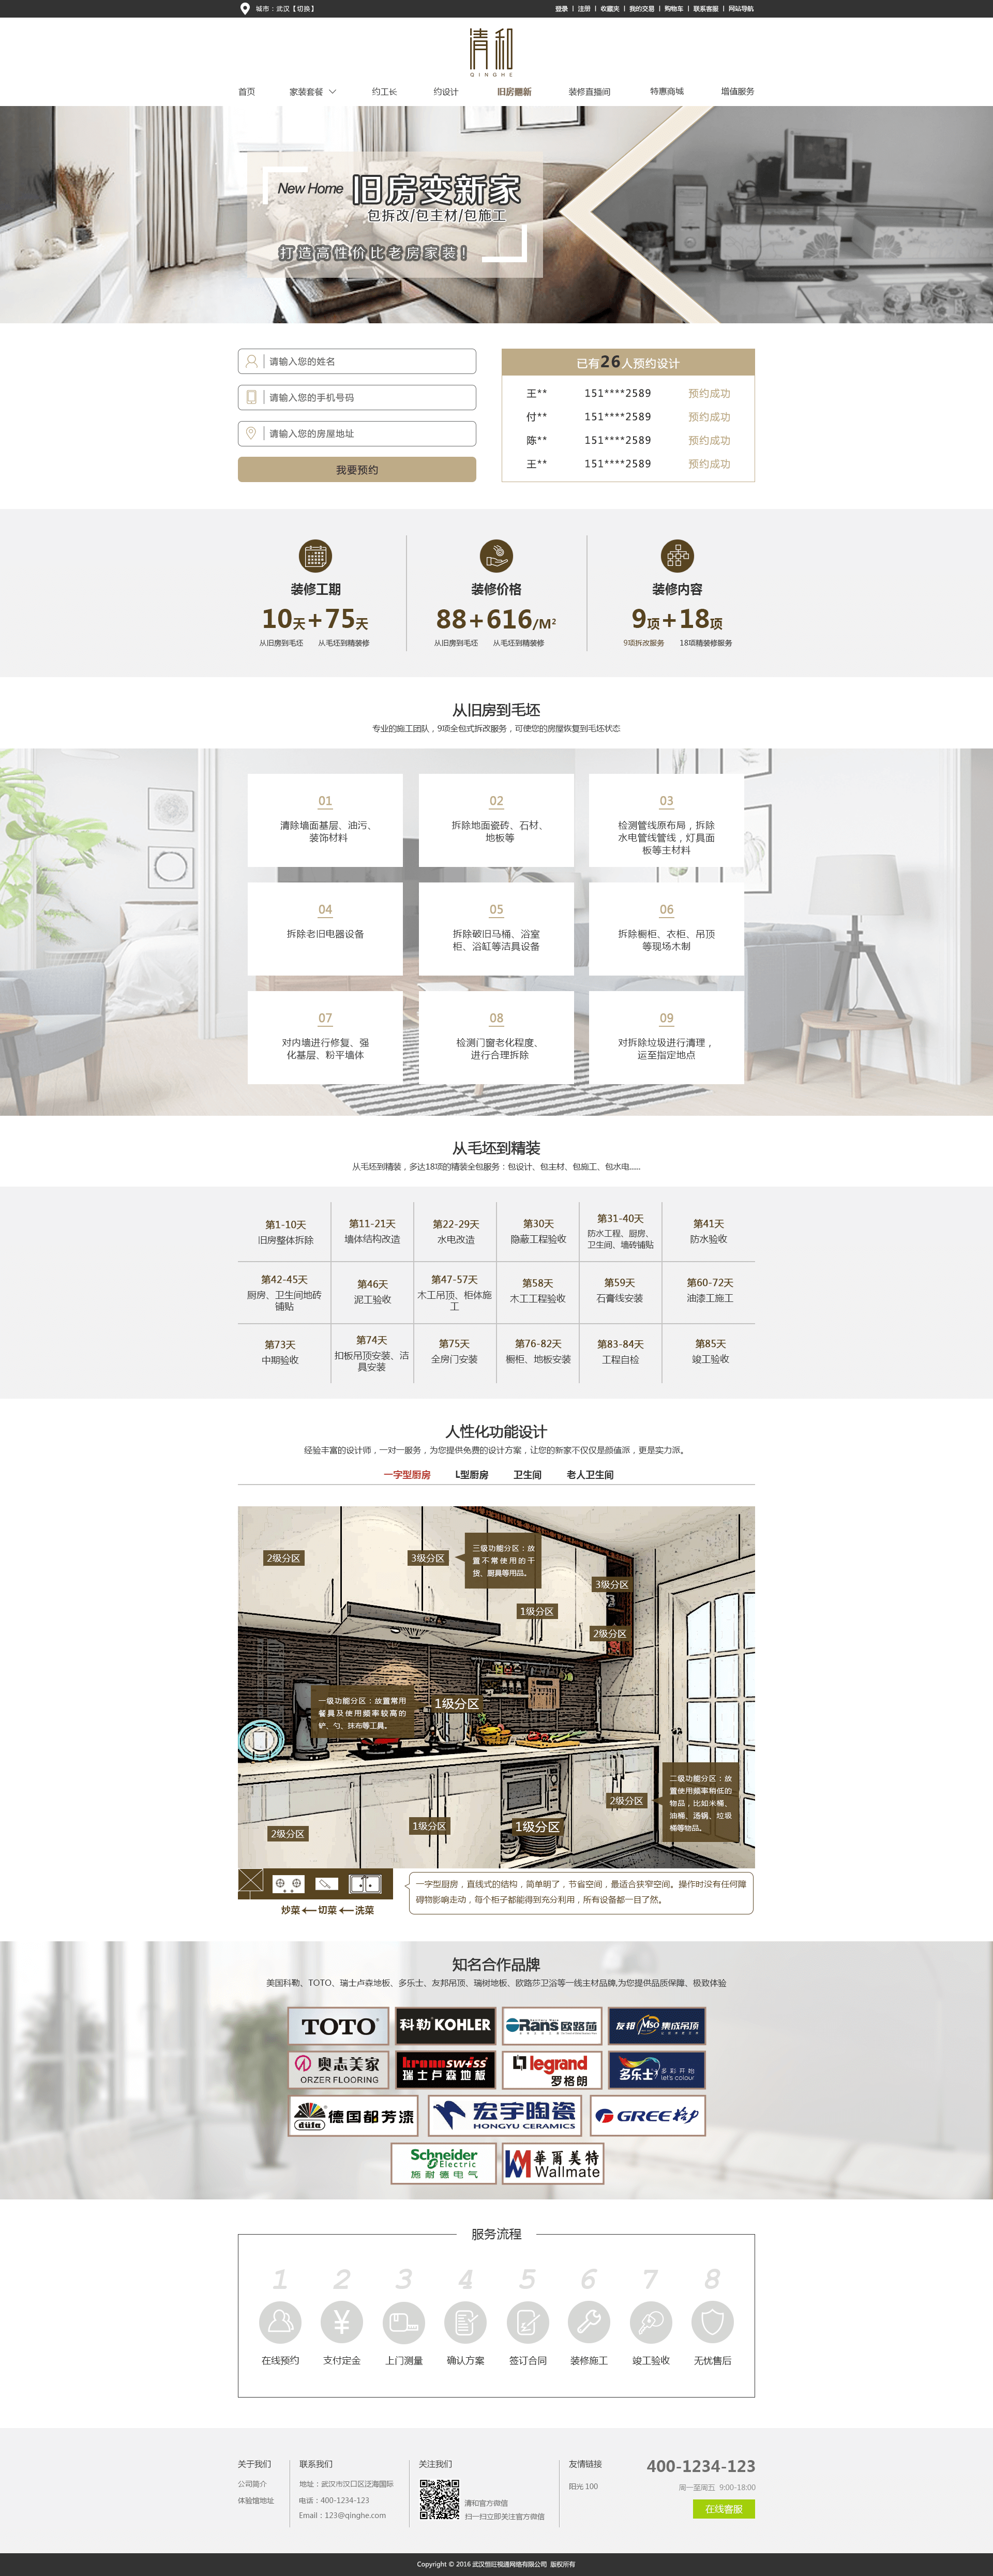 城市：武汉【切换】
登录 | 注册 | 收藏夹 | 我的交易 | 购物车 | 联系客服 | 网站导航
清和
QINGHE
首页 家装套餐 约工长 约设计 旧房翻新 装修直播间 特惠商城 增值服务
New Home 旧房变新家
包拆改/包主材/包施工
打造高性价比老房家装！
请输入您的姓名
请输入您的手机号码
请输入您的房屋地址
我要预约
已有26人预约设计
王** 151****2589 预约成功
付** 151****2589 预约成功
陈** 151****2589 预约成功
王** 151****2589 预约成功
装修工期
10天+75天
从旧房到毛坯 从毛坯到精装修
装修价格
88+616/M²
从旧房到毛坯 从毛坯到精装修
装修内容
9项+18项
9项拆改服务 18项精装修服务
从旧房到毛坯
专业的施工团队，9项全包式拆改服务，可使您的房屋恢复到毛坯状态
01
清除墙面基层、油污、
装饰材料
02
拆除地面瓷砖、石材、
地板等
03
检测管线原布局，拆除
水电管线管线，灯具面
板等主材料
04
拆除老旧电器设备
05
拆除破旧马桶、浴室
柜、浴缸等洁具设备
06
拆除橱柜、衣柜、吊顶
等现场木制
07
对内墙进行修复、强
化基层、粉平墙体
08
检测门窗老化程度、
进行合理拆除
09
对拆除垃圾进行清理，
运至指定地点
从毛坯到精装
从毛坯到精装，多达18项的精装全包服务：包设计、包主材、包施工、包水电......
第1-10天
旧房整体拆除
第11-21天
墙体结构改造
第22-29天
水电改造
第30天
隐蔽工程验收
第31-40天
防水工程、厨房、
卫生间、墙砖铺贴
第41天
防水验收
第42-45天
厨房、卫生间地砖
铺贴
第46天
泥工验收
第47-57天
木工吊顶、柜体施
工
第58天
木工工程验收
第59天
石膏线安装
第60-72天
油漆工施工
第73天
中期验收
第74天
扣板吊顶安装、洁
具安装
第75天
全房门安装
第76-82天
橱柜、地板安装
第83-84天
工程自检
第85天
竣工验收
人性化功能设计
经验丰富的设计师，一对一服务，为您提供免费的设计方案，让您的新家不仅仅是颜值派，更是实力派。
一字型厨房 L型厨房 卫生间 老人卫生间
2级分区
3级分区
三级功能分区：放
置不常使用的干
货、厨具等用品。
3级分区
1级分区
2级分区
一级功能分区：放置常用
餐具及使用频率较高的
铲、勺、抹布等工具。
1级分区
二级功能分区：放
置使用频率稍低的
物品，比如米桶、
油桶、汤锅、垃圾
桶等物品。
2级分区
2级分区
1级分区
1级分区
炒菜 切菜 洗菜
一字型厨房，直线式的结构，简单明了，节省空间，最适合狭窄空间。操作时没有任何障
碍物影响走动，每个柜子都能得到充分利用，所有设备都一目了然。
知名合作品牌
美国科勒、TOTO、瑞士卢森地板、多乐士、友邦吊顶、瑞树地板、欧路莎卫浴等一线主材品牌,为您提供品质保障、极致体验
TOTO
科勒 KOHLER
Sanitary Ware
Orans 欧路莎
友邦 MSO 集成吊顶
奥志美家
ORZER FLOORING
kronoswiss
瑞士卢森地板
legrand
罗格朗
多乐士 多彩开始
let's colour
düfa 德国都芳漆
宏宇陶瓷
HONGYU CERAMICS
GREE 格力
Schneider
Electric
施耐德电气
華爾美特
Wallmate
服务流程
1 2 3 4 5 6 7 8
在线预约 支付定金 上门测量 确认方案 签订合同 装修施工 竣工验收 无忧售后
关于我们
公司简介
体验馆地址
联系我们
地址：武汉市汉口区泛海国际
电话：400-1234-123
Email：123@qinghe.com
关注我们
清和官方微信
扫一扫立即关注官方微信
友情链接
阳光 100
400-1234-123
周一至周五 9:00-18:00
在线客服
Copyright © 2016 武汉恒旺视通网络有限公司 版权所有